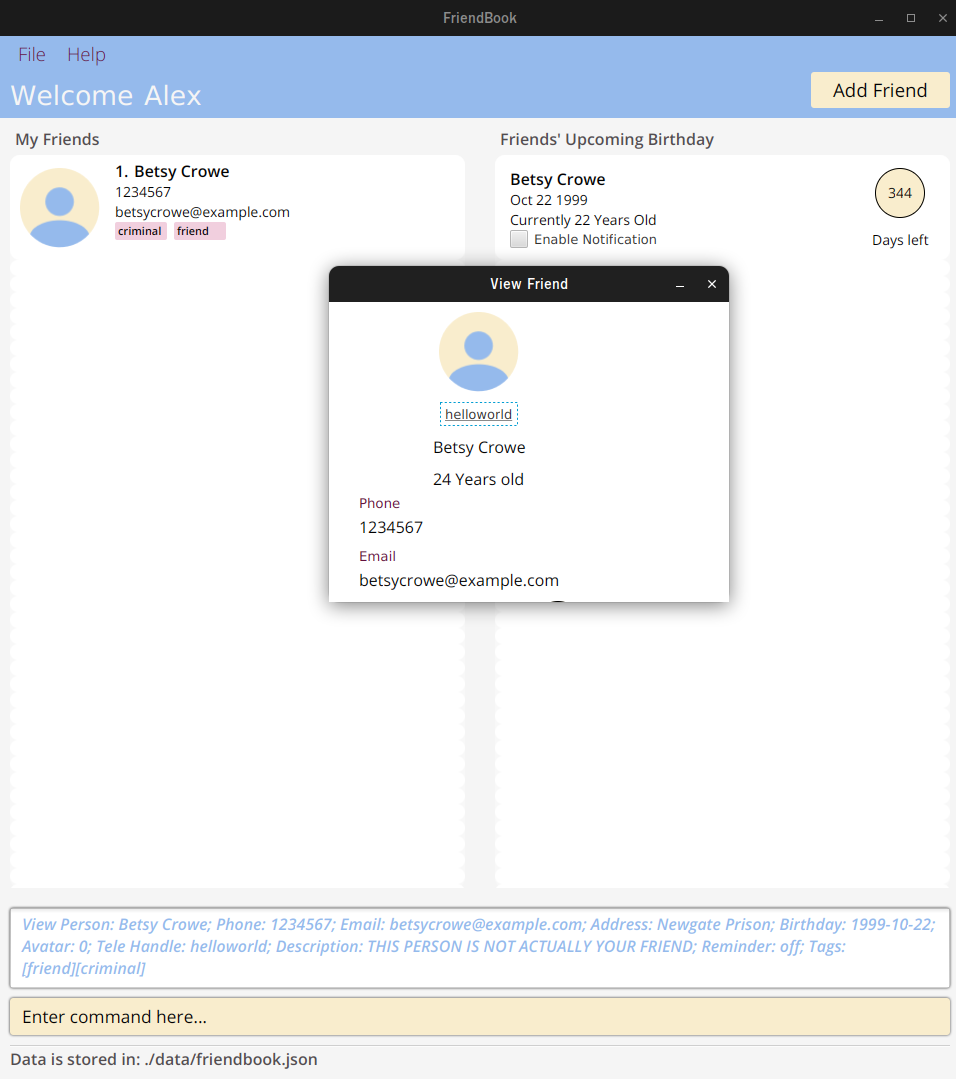 FriendBook
File Help
Welcome Alex
Add Friend
My Friends
1. Betsy Crowe
1234567
betsycrowe@example.com
criminal friend
Friends' Upcoming Birthday
Betsy Crowe
Oct 22 1999
Currently 22 Years Old
Enable Notification
344
Days left
View Friend
helloworld
Betsy Crowe
24 Years old
Phone
1234567
Email
betsycrowe@example.com
View Person: Betsy Crowe; Phone: 1234567; Email: betsycrowe@example.com; Address: Newgate Prison; Birthday: 1999-10-22;
Avatar: 0; Tele Handle: helloworld; Description: THIS PERSON IS NOT ACTUALLY YOUR FRIEND; Reminder: off; Tags:
[friend][criminal]
Enter command here...
Data is stored in: ./data/friendbook.json